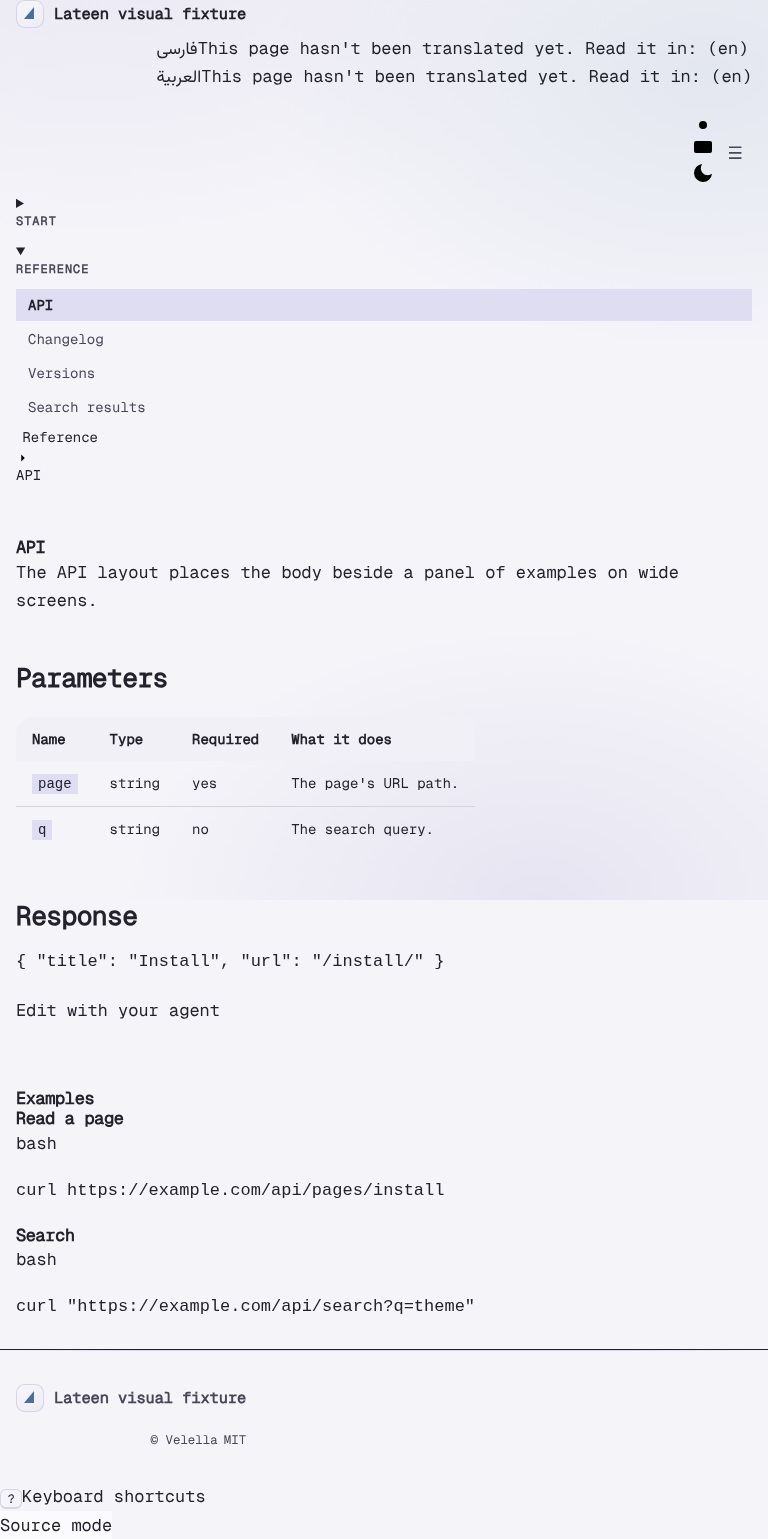 Lateen visual fixture
فارسیThis page hasn't been translated yet. Read it in: (en)
العربيةThis page hasn't been translated yet. Read it in: (en)
START
REFERENCE
API
Changelog
Versions
Search results
Reference
API
API
The API layout places the body beside a panel of examples on wide
screens.
Parameters
Name Type Required What it does
page string yes The page's URL path.
q string no The search query.
Response
{ "title": "Install", "url": "/install/" }
Edit with your agent
Examples
Read a page
bash
curl https://example.com/api/pages/install
Search
bash
curl "https://example.com/api/search?q=theme"
Lateen visual fixture
© Velella MIT
?Keyboard shortcuts
Source mode